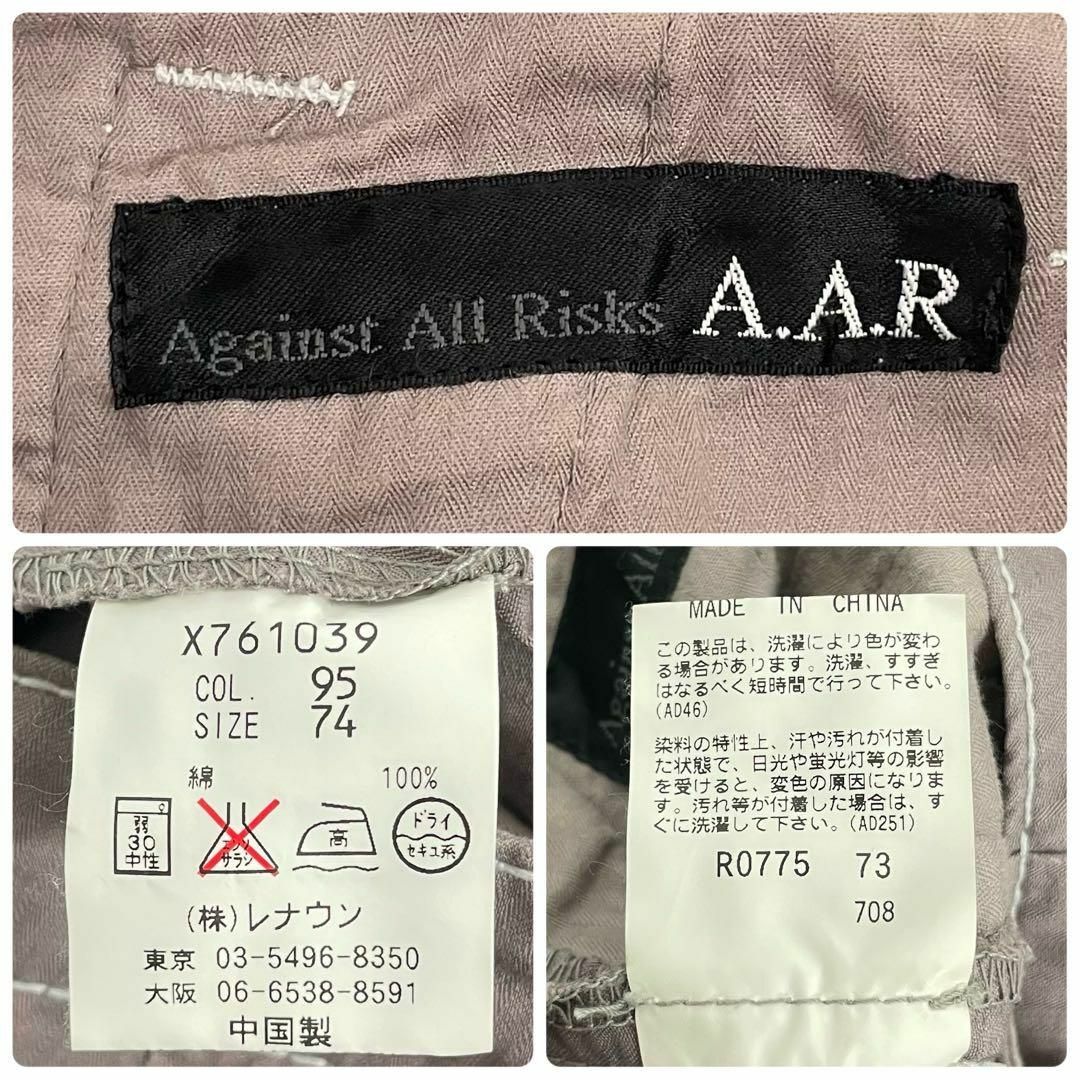 Against All Risks A.A.R
X761039
COL. 95
SIZE 74
綿 100%
弱
30
中性
エンソ
サラシ
高
ドライ
セキユ系
(株)レナウン
東京 03-5496-8350
大阪 06-6538-8591
中国製
MADE IN CHINA
この製品は、洗濯により色が変わ
る場合があります。洗濯、すすぎ
はなるべく短時間で行って下さい。
(AD46)
染料の特性上、汗や汚れが付着し
た状態で、日光や蛍光灯等の影響
を受けると、変色の原因になりま
す。汚れ等が付着した場合は、す
ぐに洗濯して下さい。(AD251)
R0775 73
708
Against